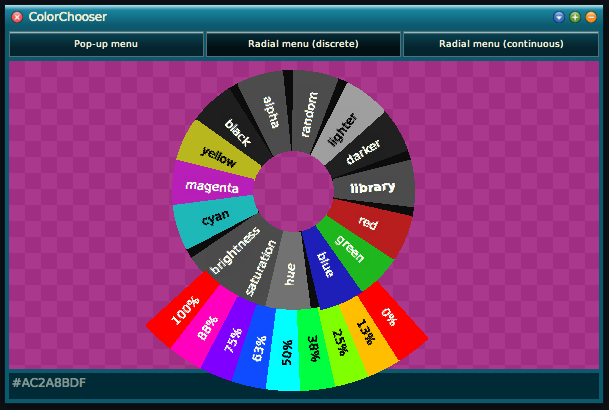 ColorChooser
Pop-up menu
Radial menu (discrete)
Radial menu (continuous)
random
lighter
darker
library
red
green
blue
hue
saturation
brightness
cyan
magenta
yellow
black
alpha
100%
88%
75%
63%
50%
38%
25%
13%
0%
#AC2A8BDF